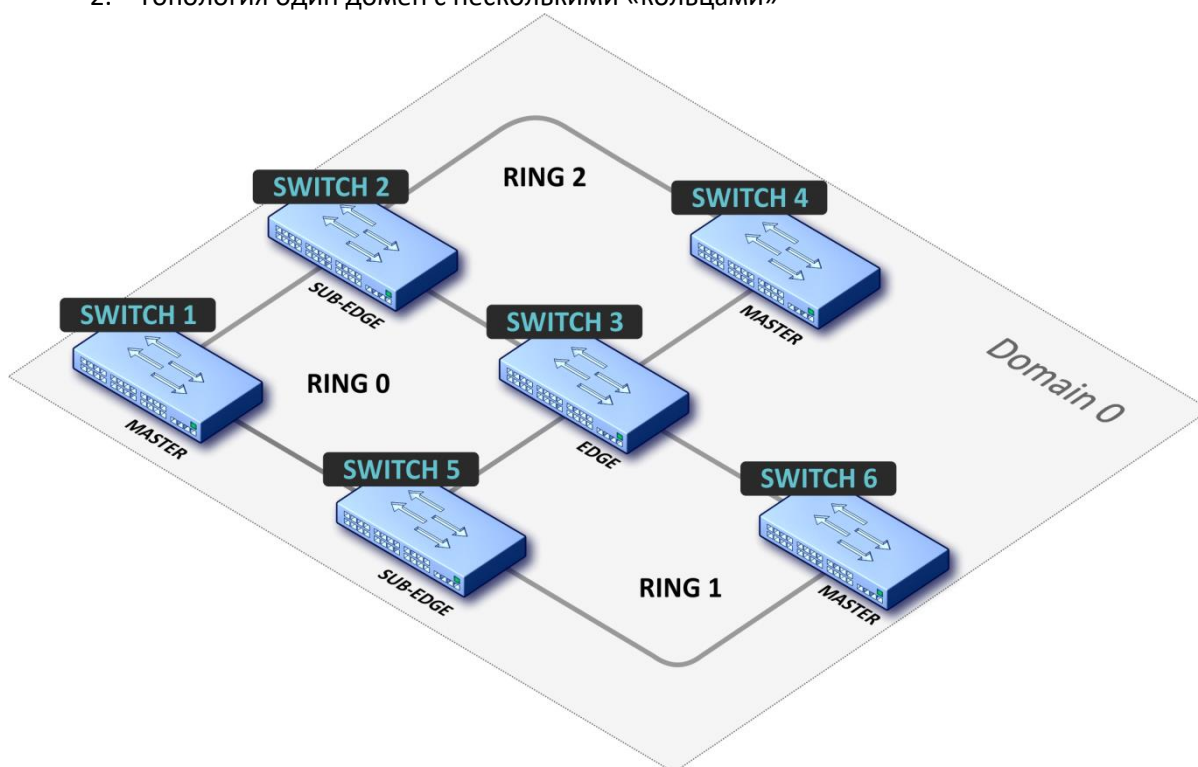 2. Топология один домен с несколькими «кольцами»
RING 2
SWITCH 2
SWITCH 4
SUB-EDGE
SWITCH 1
SWITCH 3
MASTER
Domain 0
RING 0
MASTER
EDGE
SWITCH 5
SWITCH 6
SUB-EDGE
RING 1
MASTER